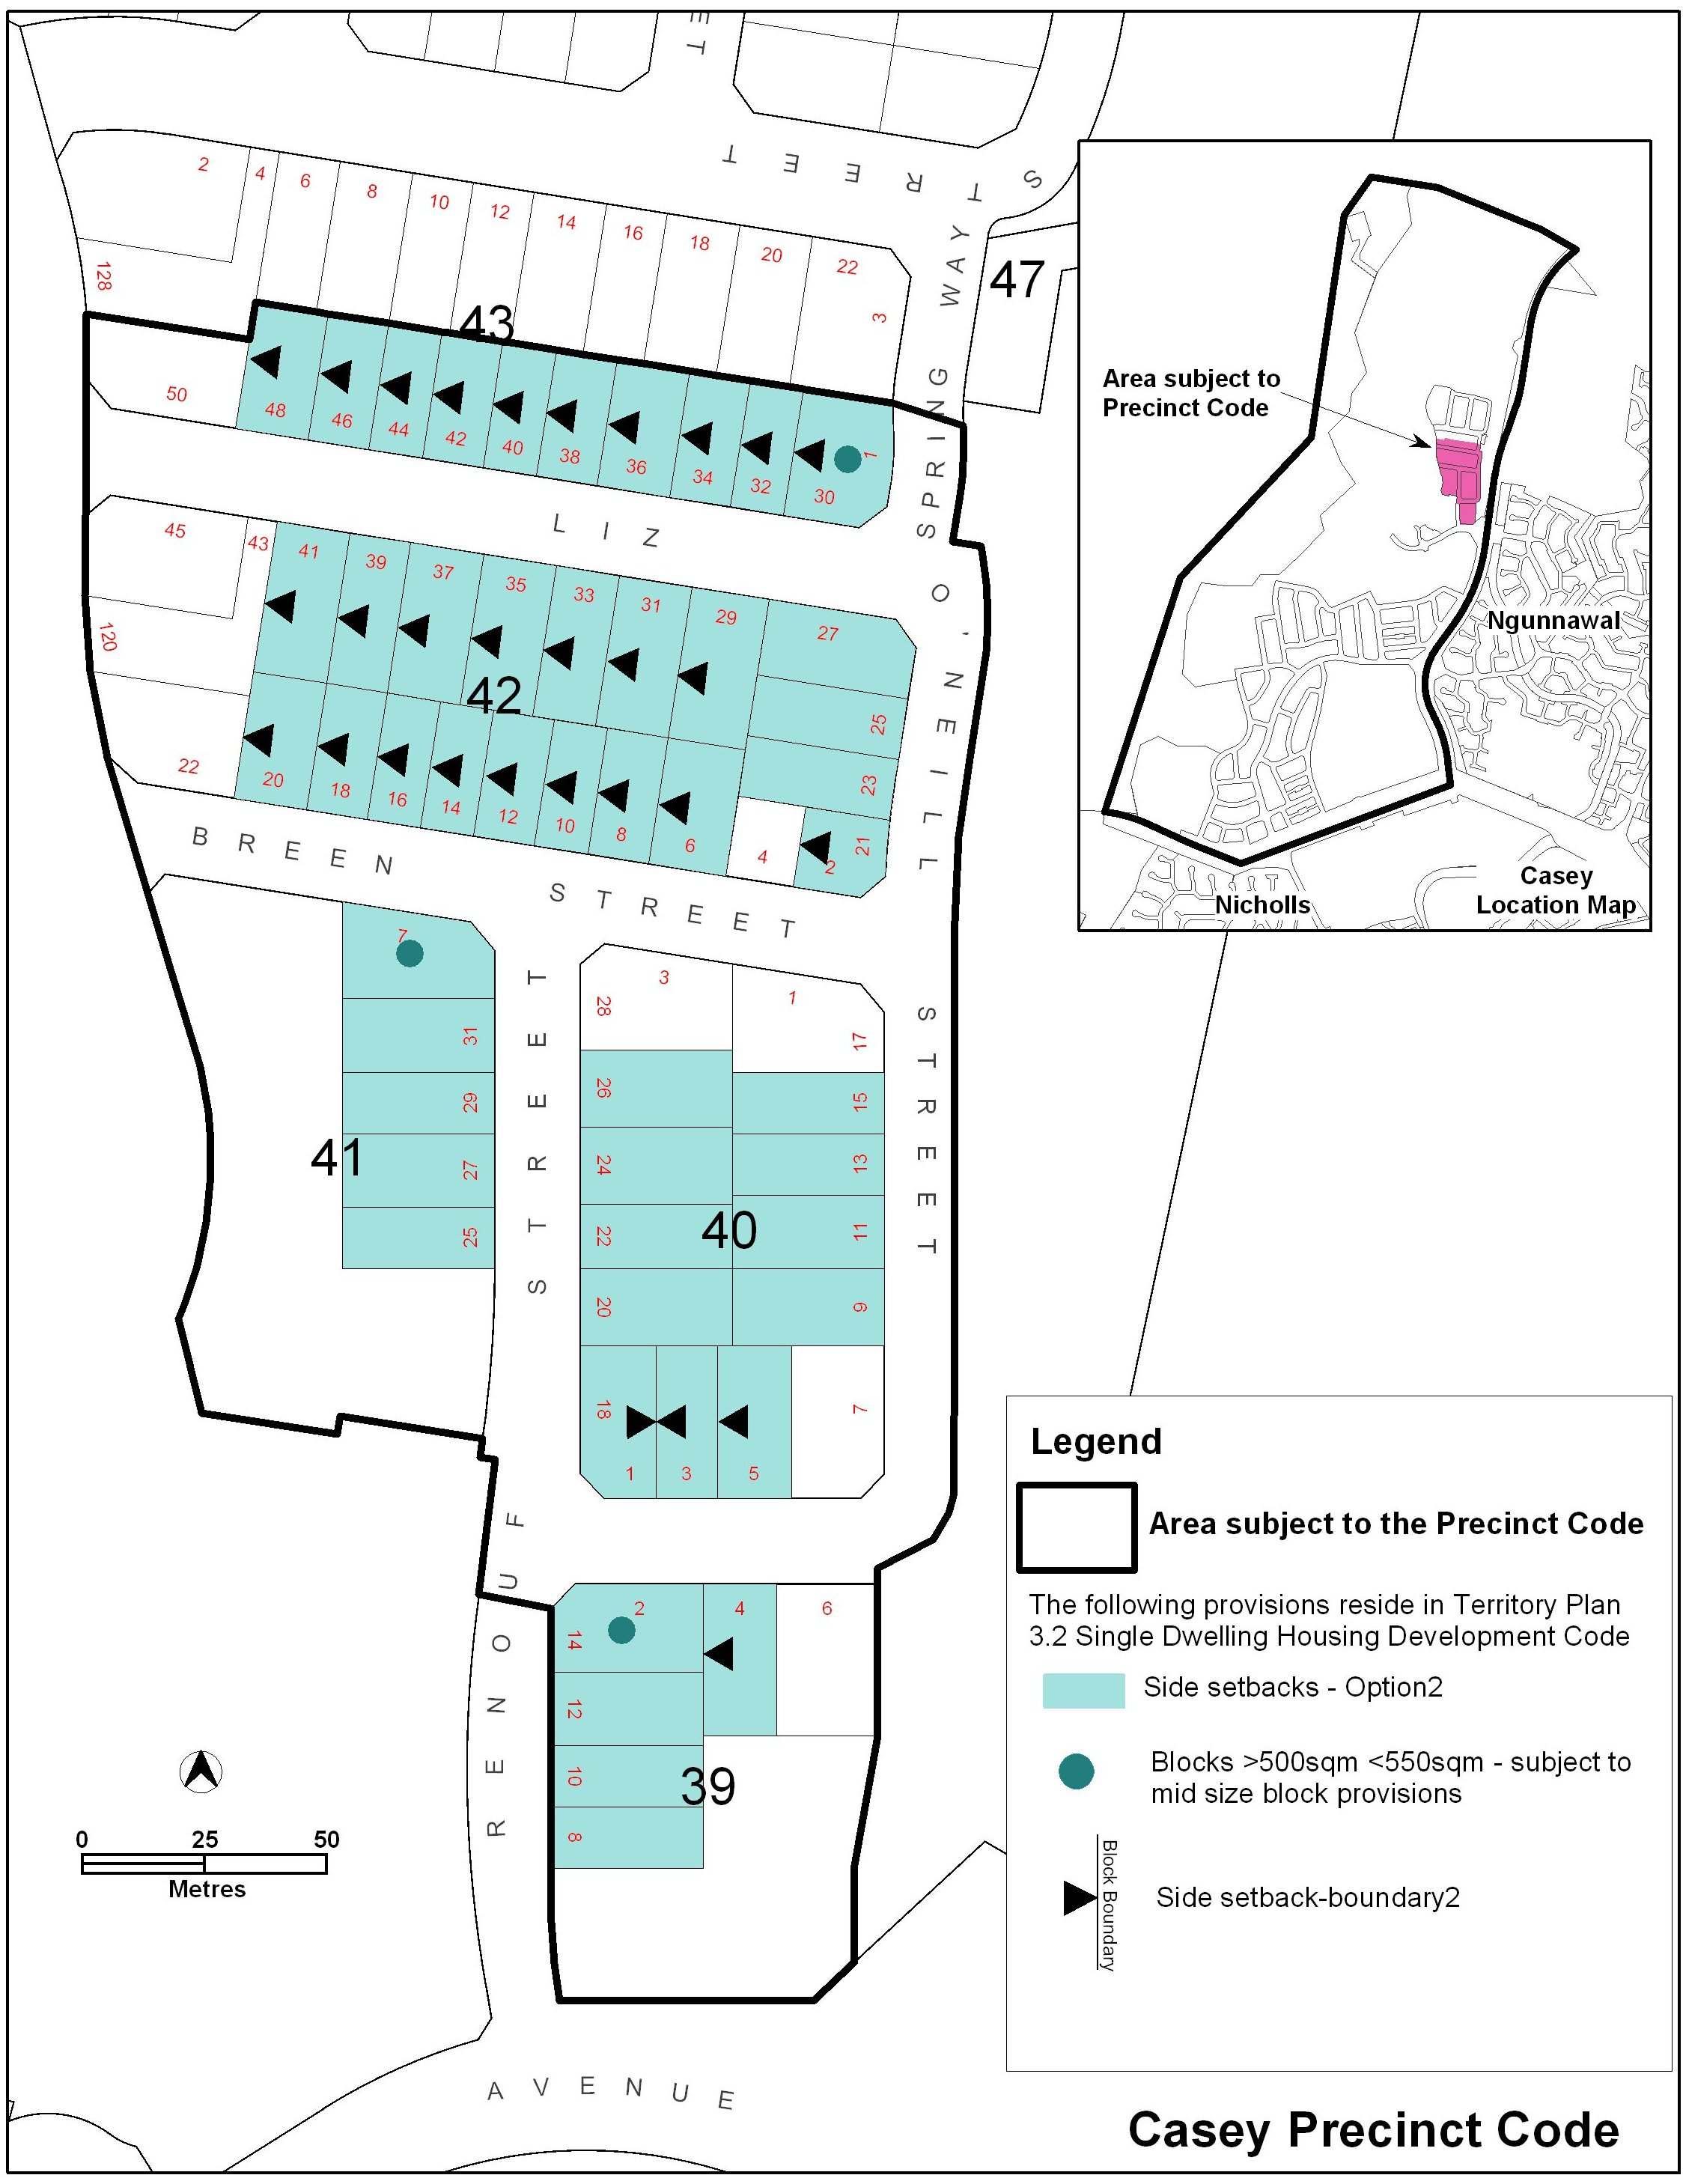 E T
S T R E E T
2
4
6
8
10
12
14
16
18
20
22
3
128
43
47
SPRING WAY
50
48
46
44
42
40
38
36
34
32
30
1
LIZ
45
43
41
39
37
35
33
31
29
27
25
23
21
120
42
22
20
18
16
14
12
10
8
6
4
2
O'NEILL
STREET
BREEN
STREET
7
31
29
27
25
41
STREET
3
28
1
17
26
15
24
13
22
11
40
20
9
18
7
1
3
5
RENOUF
2
4
6
14
12
10
8
39
AVENUE
0 25 50
Metres
Area subject to
Precinct Code
Ngunnawal
Nicholls
Casey
Location Map
Legend
Area subject to the Precinct Code
The following provisions reside in Territory Plan
3.2 Single Dwelling Housing Development Code
Side setbacks - Option2
Blocks >500sqm <550sqm - subject to
mid size block provisions
Block Boundary
Side setback-boundary2
Casey Precinct Code